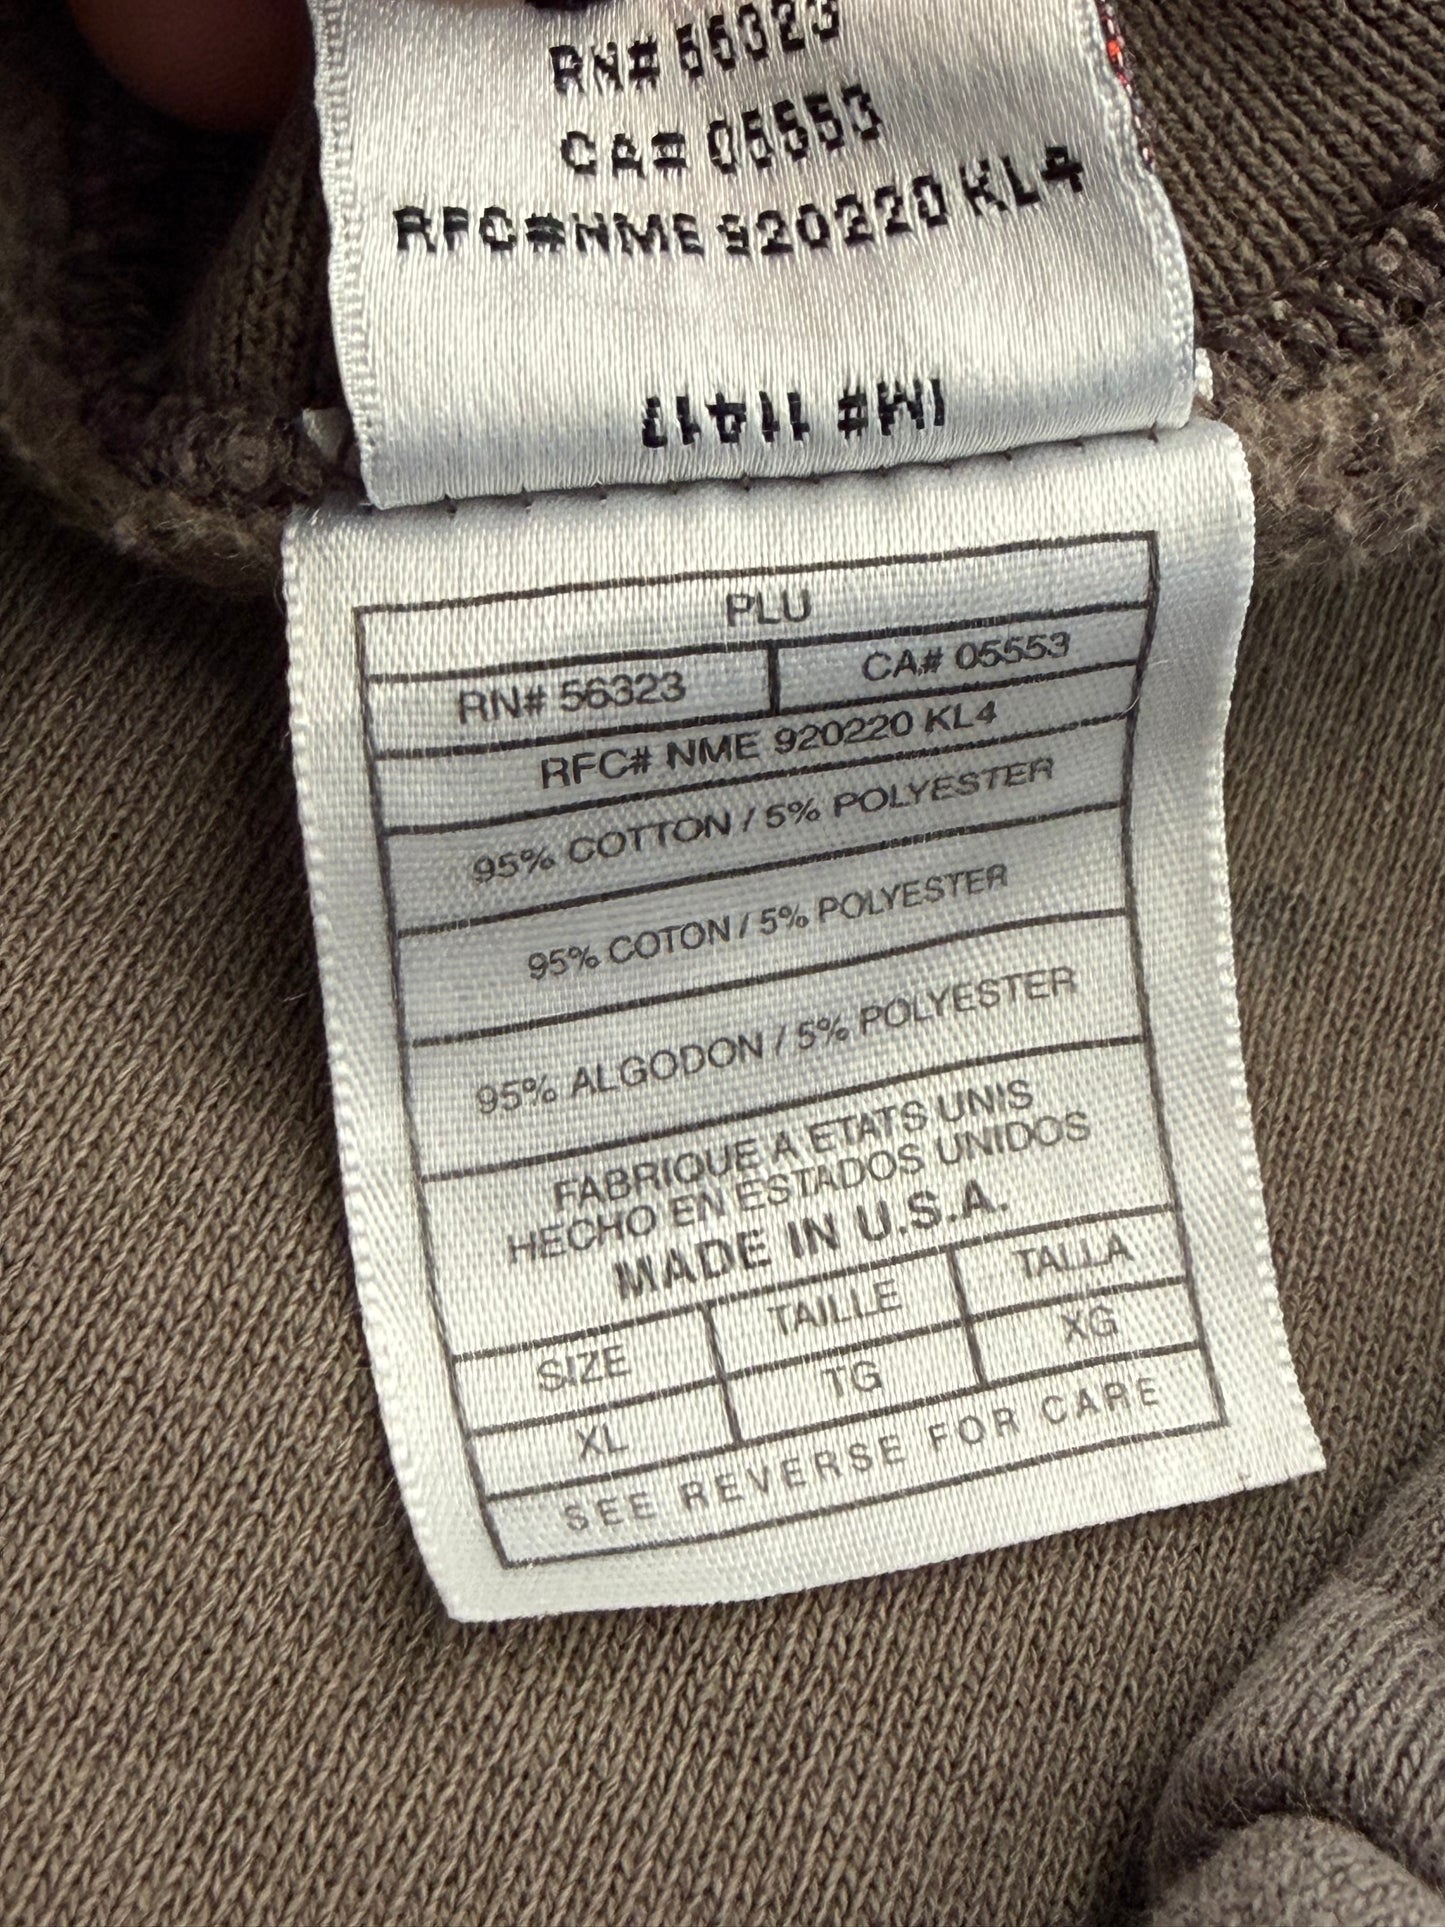 RN# 56323
CA# 05553
RFC#NME 920220 KL4
IM# 11417
PLU
RN# 56323 CA# 05553
RFC# NME 920220 KL4
95% COTTON / 5% POLYESTER
95% COTON / 5% POLYESTER
95% ALGODON / 5% POLYESTER
FABRIQUE A ETATS UNIS
HECHO EN ESTADOS UNIDOS
MADE IN U.S.A.
SIZE TAILLE TALLA
XL TG XG
SEE REVERSE FOR CARE